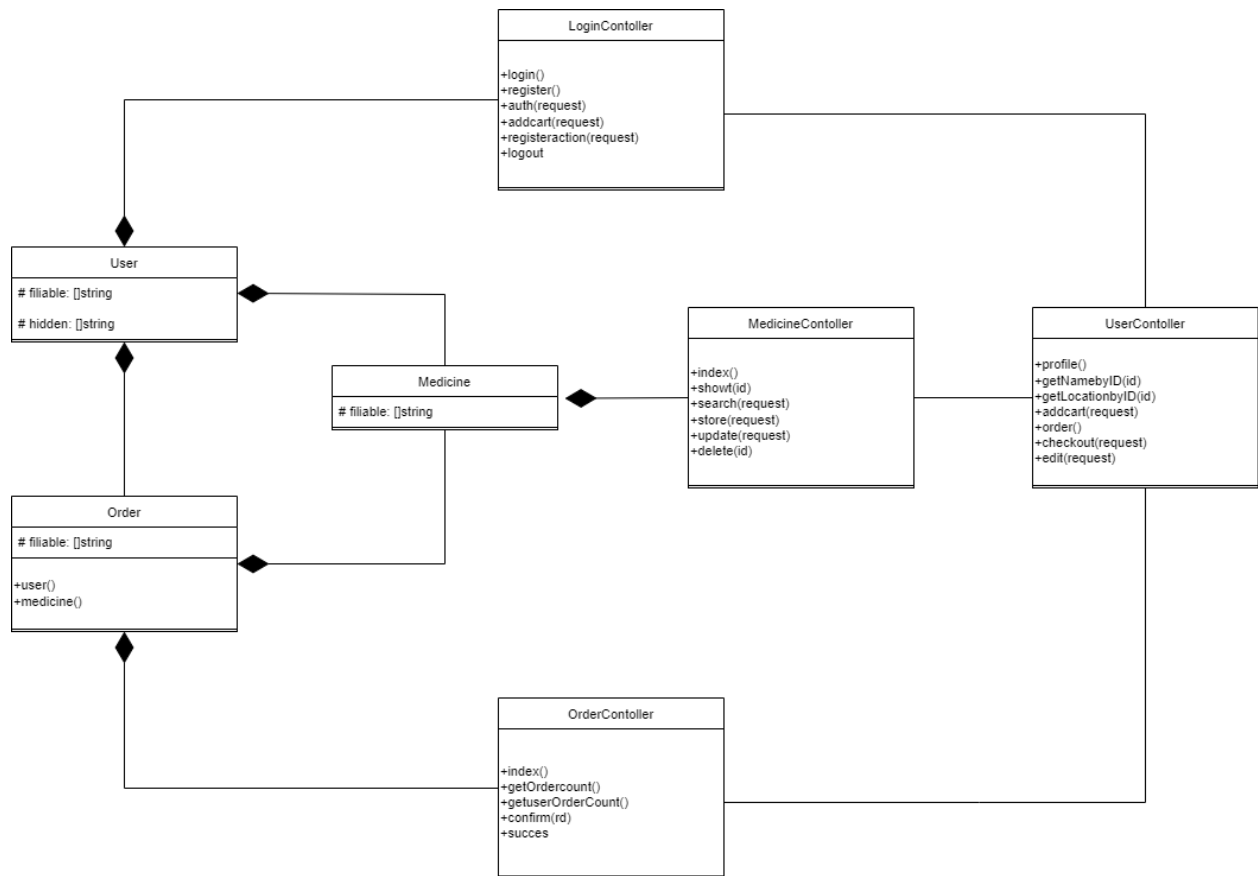 LoginContoller
+login()
+register()
+auth(request)
+addcart(request)
+registeraction(request)
+logout
User
# filiable: []string
# hidden: []string
Medicine
# filiable: []string
MedicineContoller
+index()
+showt(id)
+search(request)
+store(request)
+update(request)
+delete(id)
UserContoller
+profile()
+getNamebyID(id)
+getLocationbyID(id)
+addcart(request)
+order()
+checkout(request)
+edit(request)
Order
# filiable: []string
+user()
+medicine()
OrderContoller
+index()
+getOrdercount()
+getuserOrderCount()
+confirm(rd)
+succes